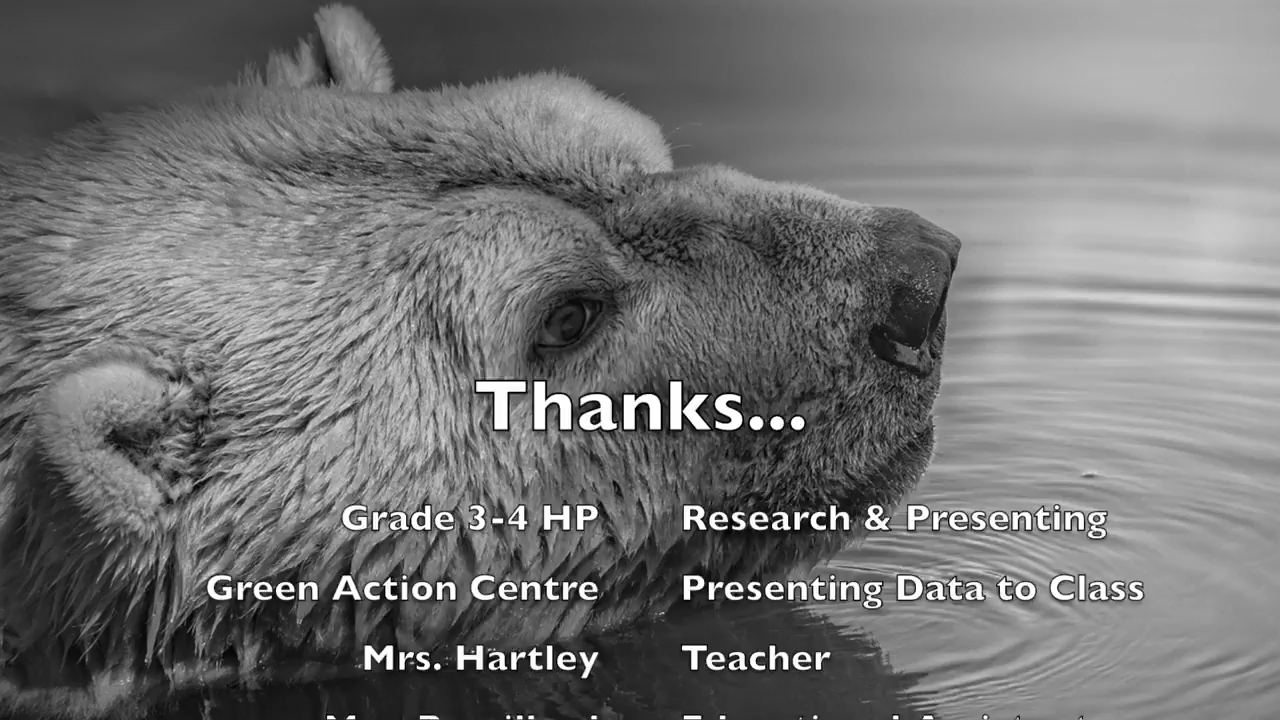 Thanks...
Grade 3-4 HP Research & Presenting
Green Action Centre Presenting Data to Class
Mrs. Hartley Teacher